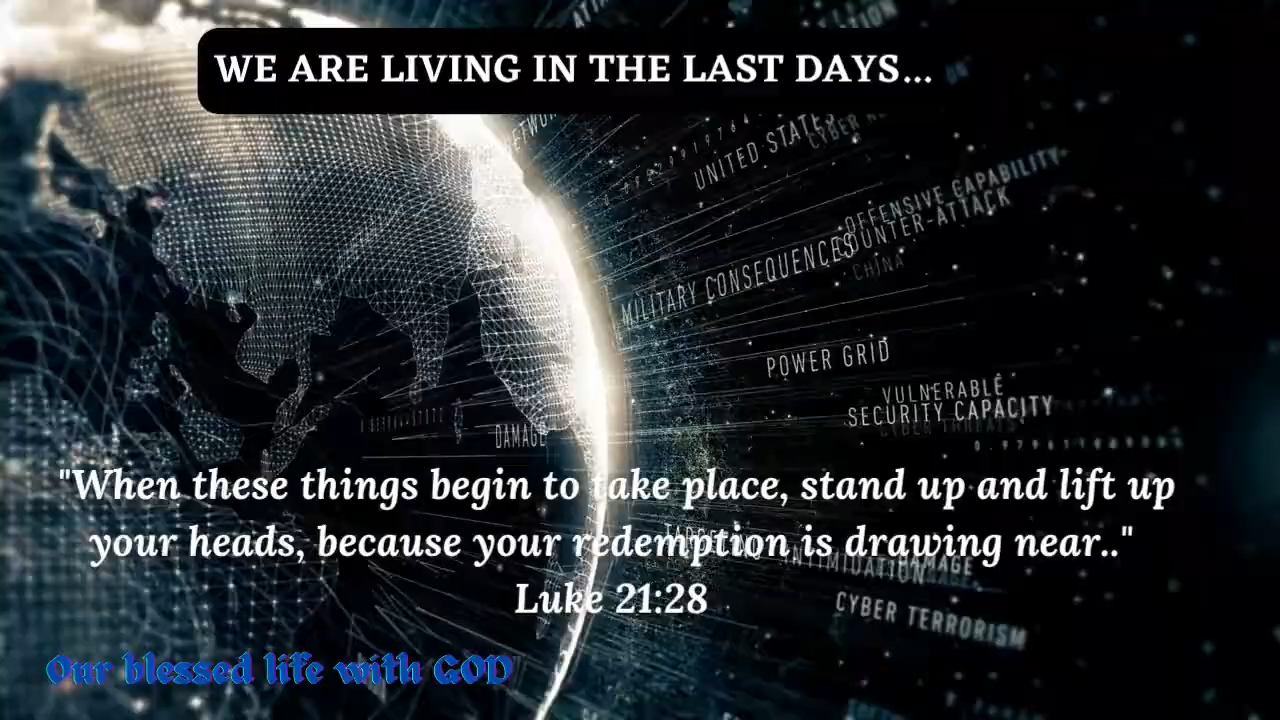 WE ARE LIVING IN THE LAST DAYS...
UNITED STATES
OFFENSIVE CAPABILITY
COUNTER-ATTACK
MILITARY CONSEQUENCES
CHINA
POWER GRID
VULNERABLE
SECURITY CAPACITY
CYBER THREATS
DAMAGE
"When these things begin to take place, stand up and lift up
your heads, because your redemption is drawing near.."
INTIMIDATION
DAMAGE
Luke 21:28
CYBER TERRORISM
Our blessed life with GOD